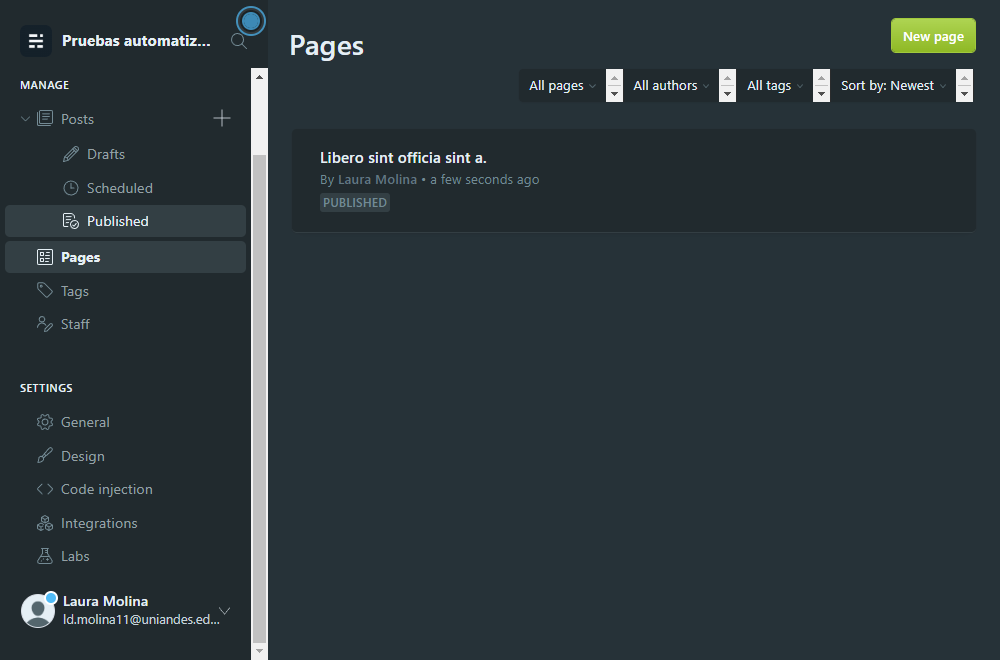 Pruebas automatiz...
MANAGE
Posts
Drafts
Scheduled
Published
Pages
Tags
Staff
SETTINGS
General
Design
Code injection
Integrations
Labs
Laura Molina
ld.molina11@uniandes.ed...
Pages
New page
All pages
All authors
All tags
Sort by: Newest
Libero sint officia sint a.
By Laura Molina • a few seconds ago
PUBLISHED